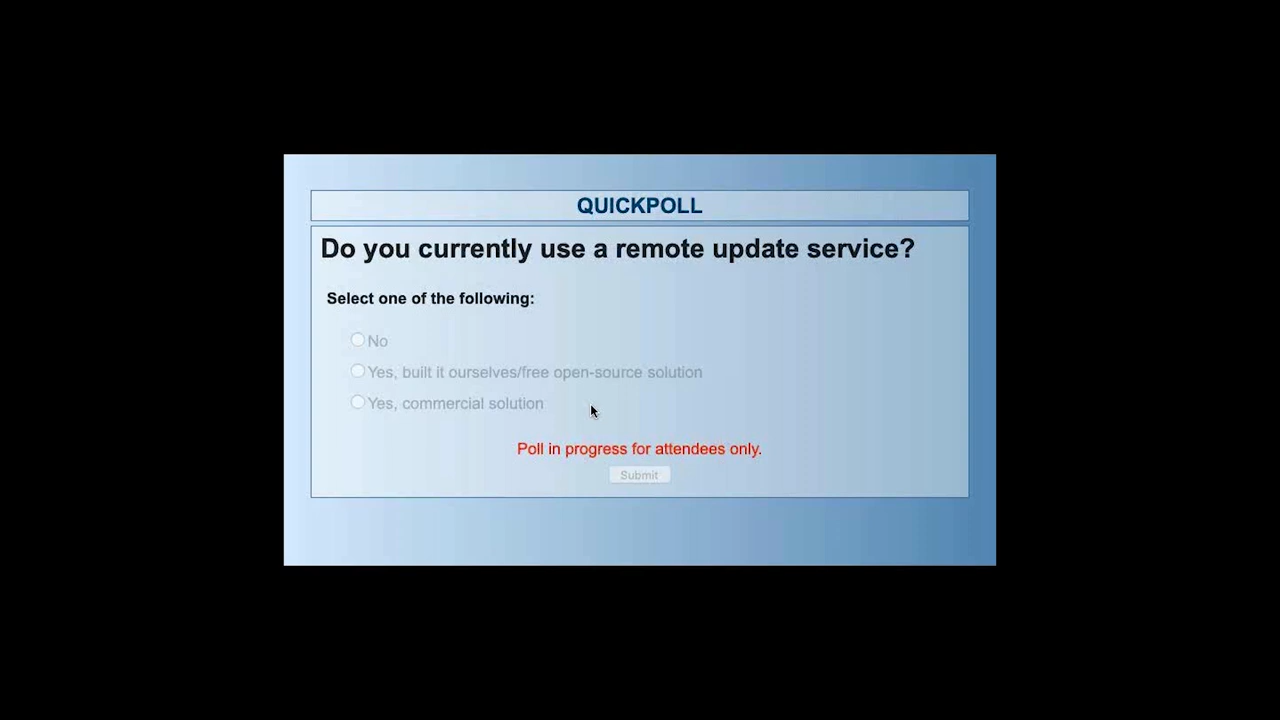 QUICKPOLL
Do you currently use a remote update service?
Select one of the following:
No
Yes, built it ourselves/free open-source solution
Yes, commercial solution
Poll in progress for attendees only.
Submit